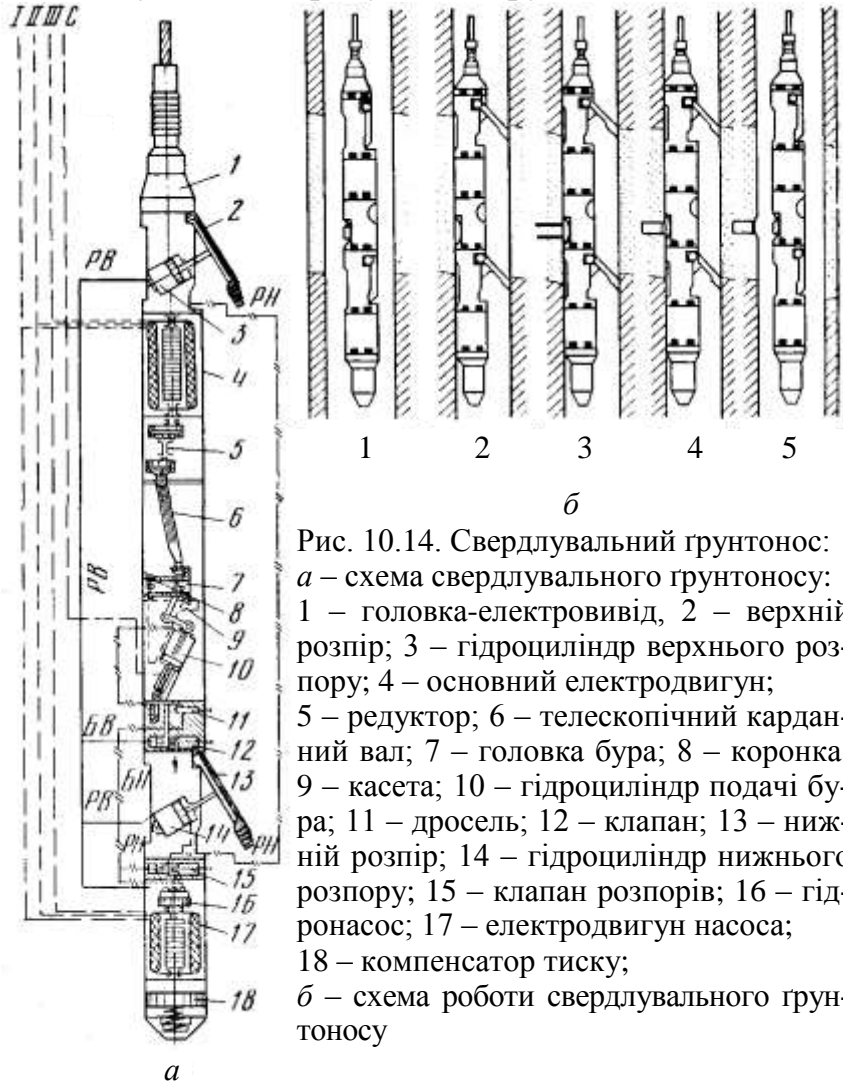 I II III C
1
2
РВ
РН
3
4
5
6
РВ
7
8
9
10
11
БВ
12
БН
13
РВ
14
РН
РН
15
16
17
18
а
1 2 3 4 5
б
Рис. 10.14. Свердлувальний ґрунтонос:
а – схема свердлувального ґрунтоносу:
1 – головка-електровивід, 2 – верхній
розпір; 3 – гідроциліндр верхнього роз-
пору; 4 – основний електродвигун;
5 – редуктор; 6 – телескопічний кардан-
ний вал; 7 – головка бура; 8 – коронка
9 – касета; 10 – гідроциліндр подачі бу-
ра; 11 – дросель; 12 – клапан; 13 – ниж-
ній розпір; 14 – гідроциліндр нижнього
розпору; 15 – клапан розпорів; 16 – гід-
ронасос; 17 – електродвигун насоса;
18 – компенсатор тиску;
б – схема роботи свердлувального ґрун-
тоносу